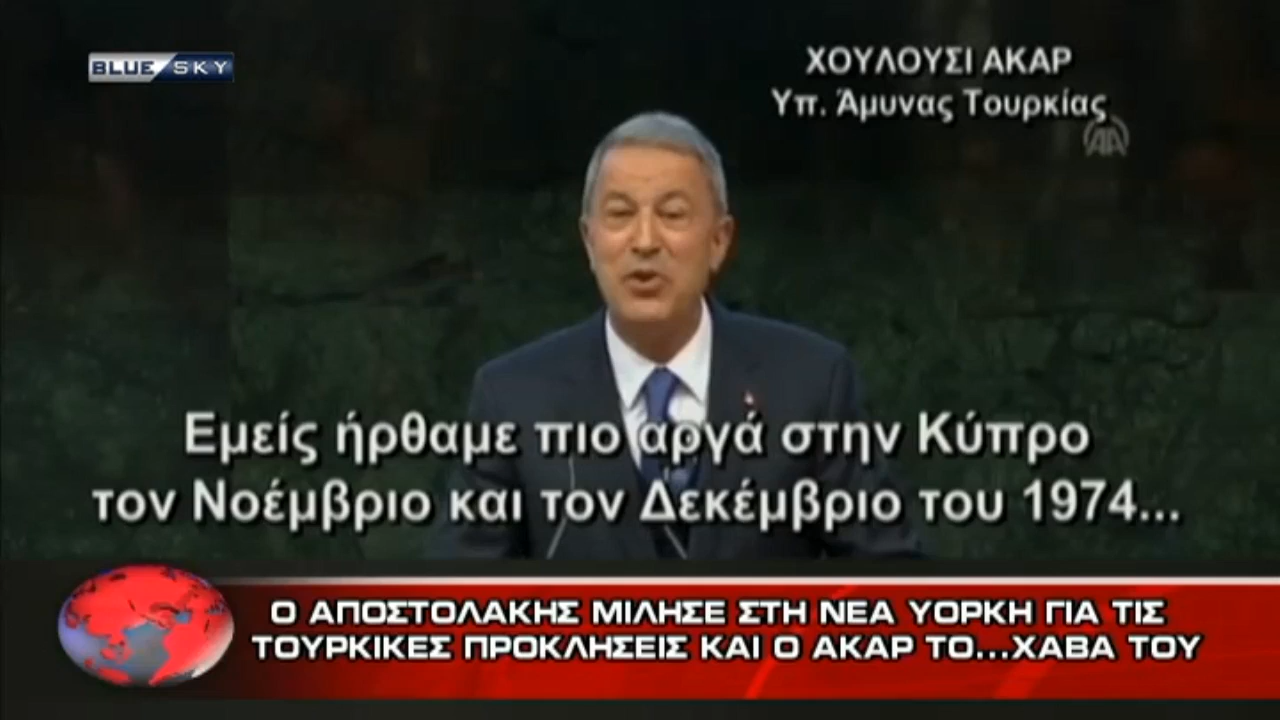 BLUE SKY
ΧΟΥΛΟΥΣΙ ΑΚΑΡ
Υπ. Άμυνας Τουρκίας
AA
Εμείς ήρθαμε πιο αργά στην Κύπρο
τον Νοέμβριο και τον Δεκέμβριο του 1974...
Ο ΑΠΟΣΤΟΛΑΚΗΣ ΜΙΛΗΣΕ ΣΤΗ ΝΕΑ ΥΟΡΚΗ ΓΙΑ ΤΙΣ
ΤΟΥΡΚΙΚΕΣ ΠΡΟΚΛΗΣΕΙΣ ΚΑΙ Ο ΑΚΑΡ ΤΟ...ΧΑΒΑ ΤΟΥ